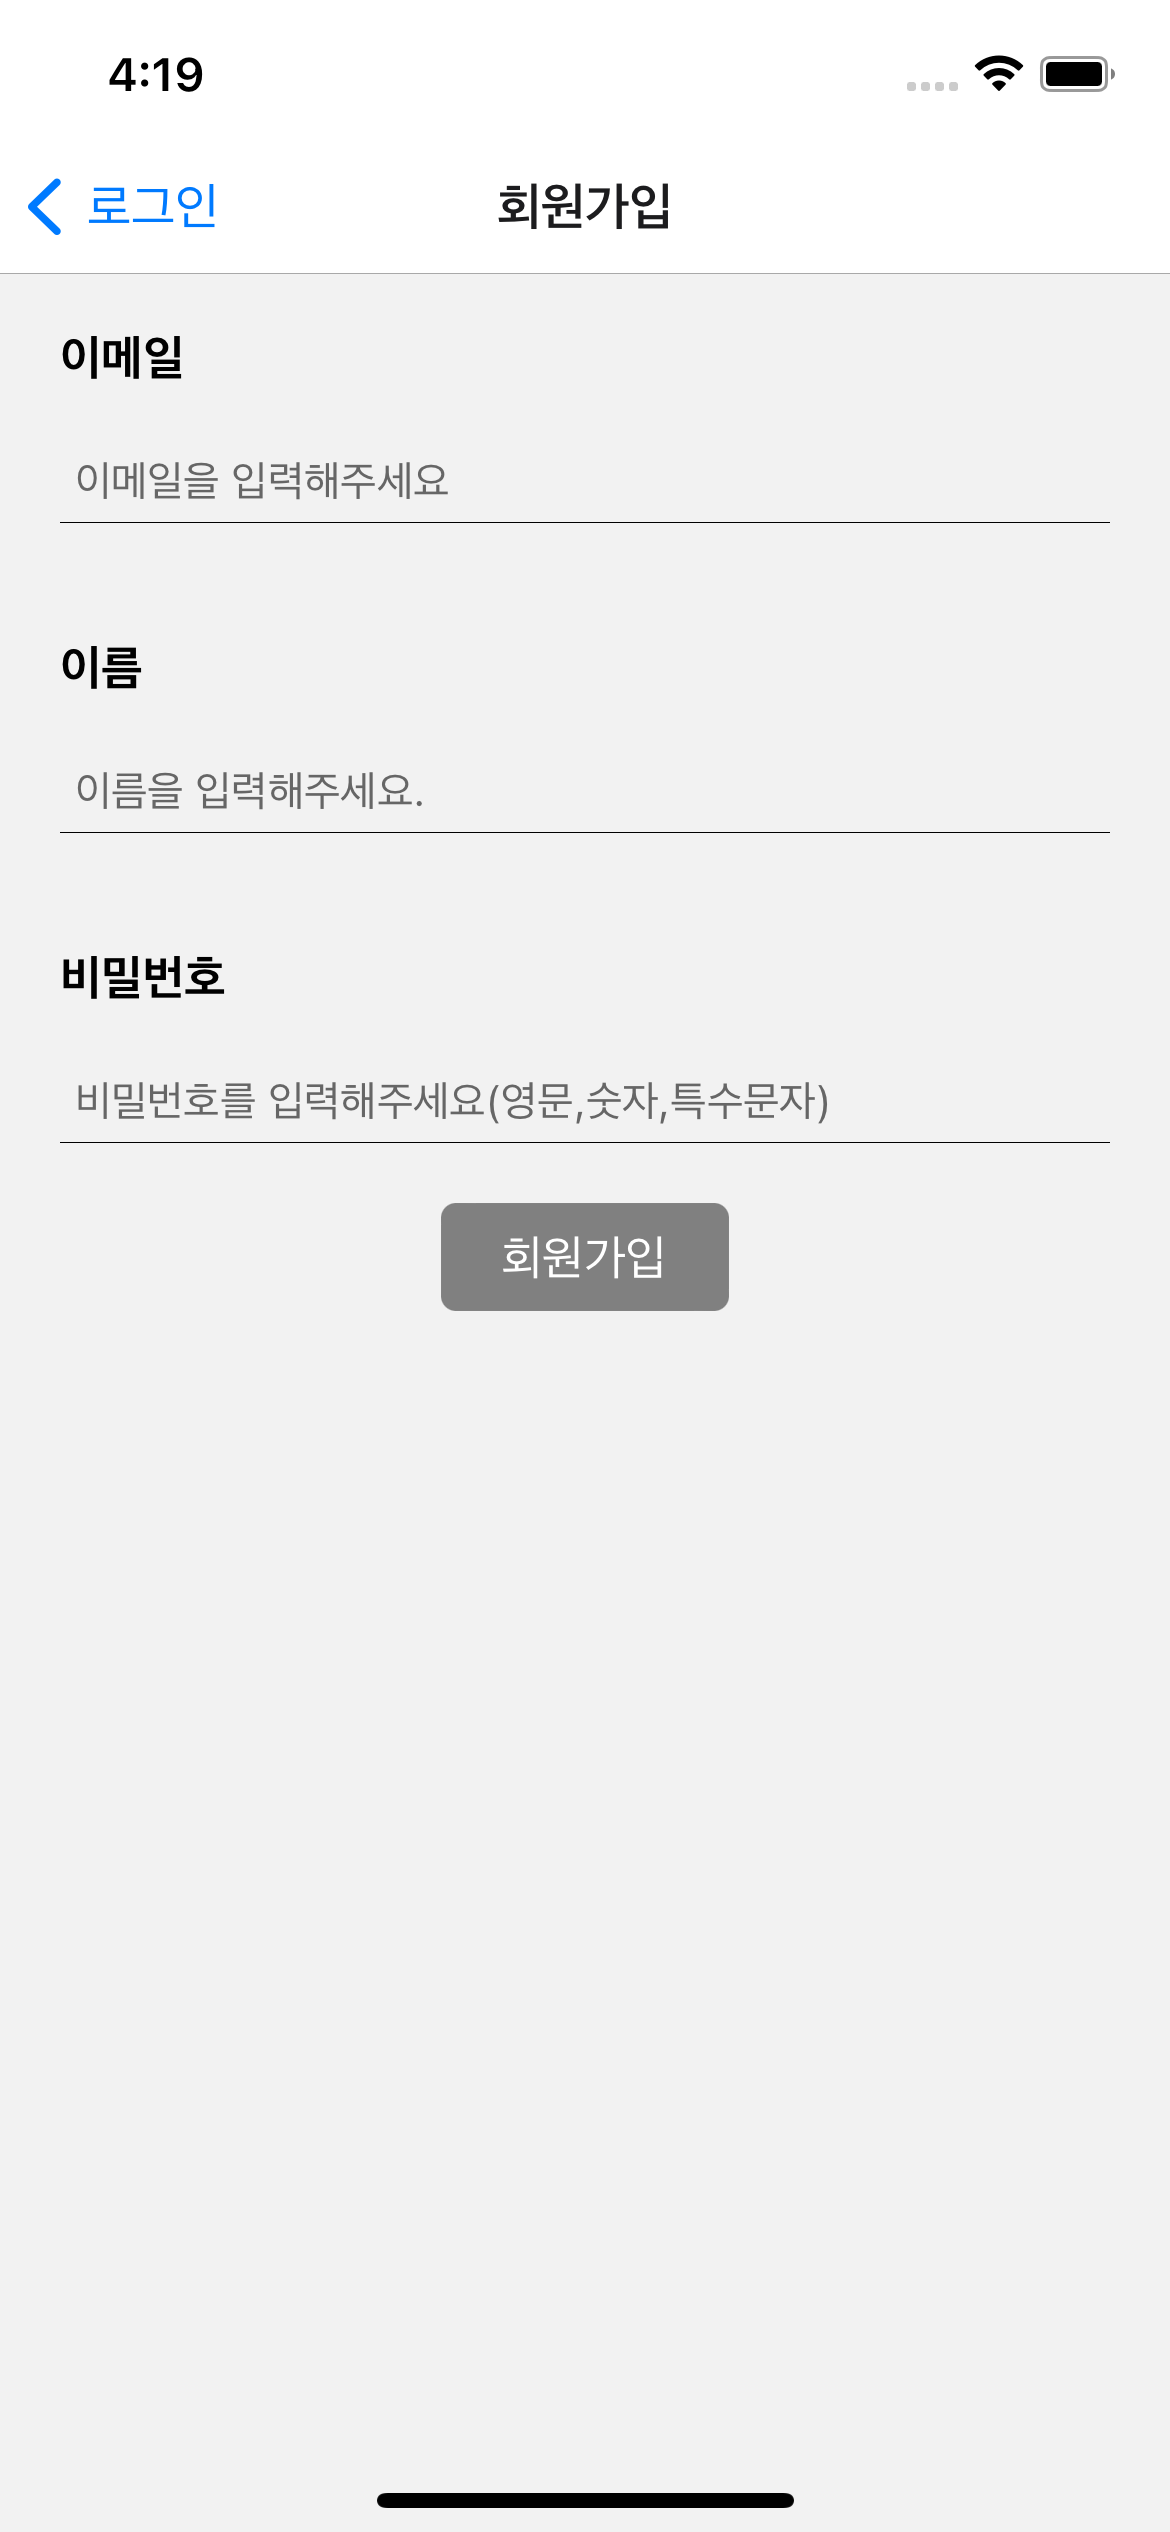 4:19
로그인
회원가입
이메일
이메일을 입력해주세요
이름
이름을 입력해주세요.
비밀번호
비밀번호를 입력해주세요(영문,숫자,특수문자)
회원가입